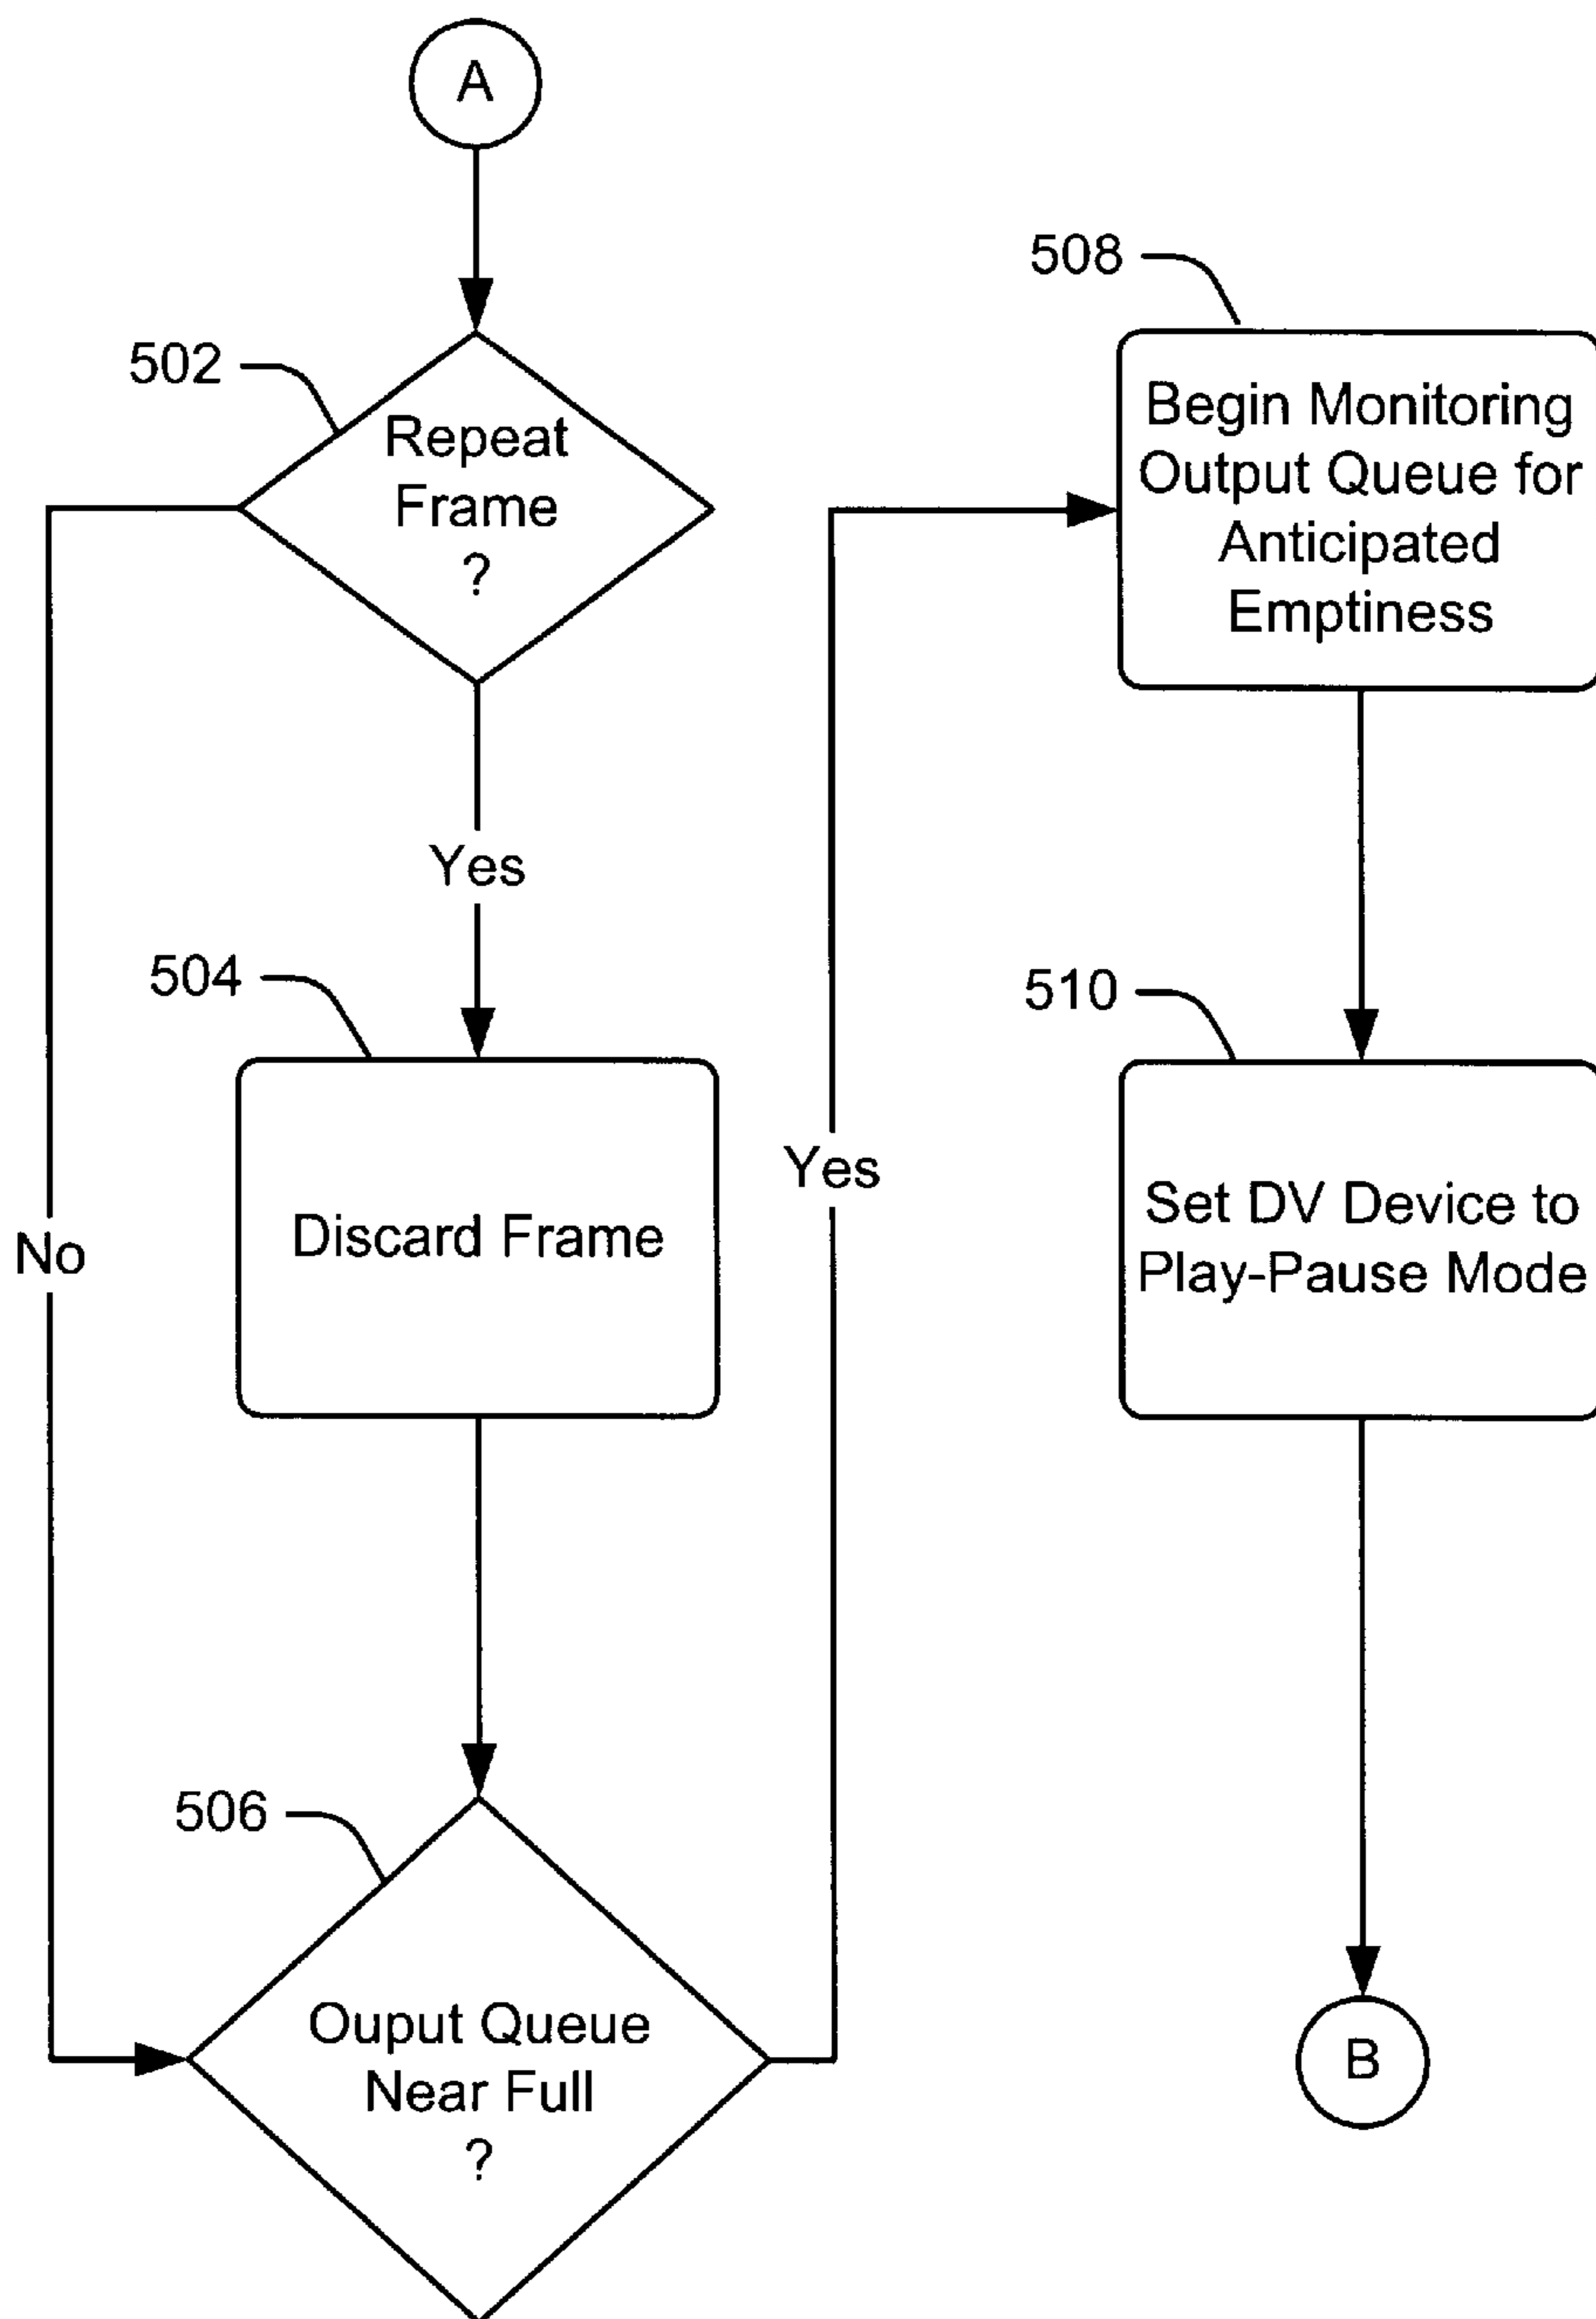 A
502
Repeat
Frame
?
Yes
No
504
Discard Frame
506
Ouput Queue
Near Full
?
Yes
508
Begin Monitoring
Output Queue for
Anticipated
Emptiness
510
Set DV Device to
Play-Pause Mode
B